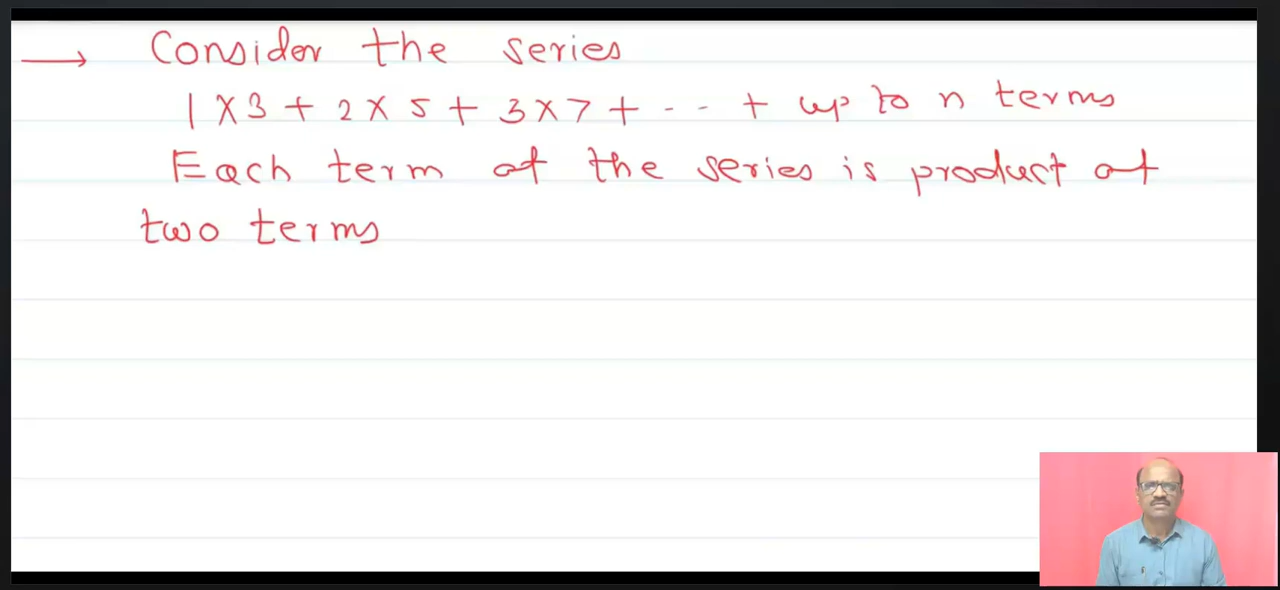 → Consider the series
1 × 3 + 2 × 5 + 3 × 7 + -- + up to n terms
Each term of the series is product of
two terms